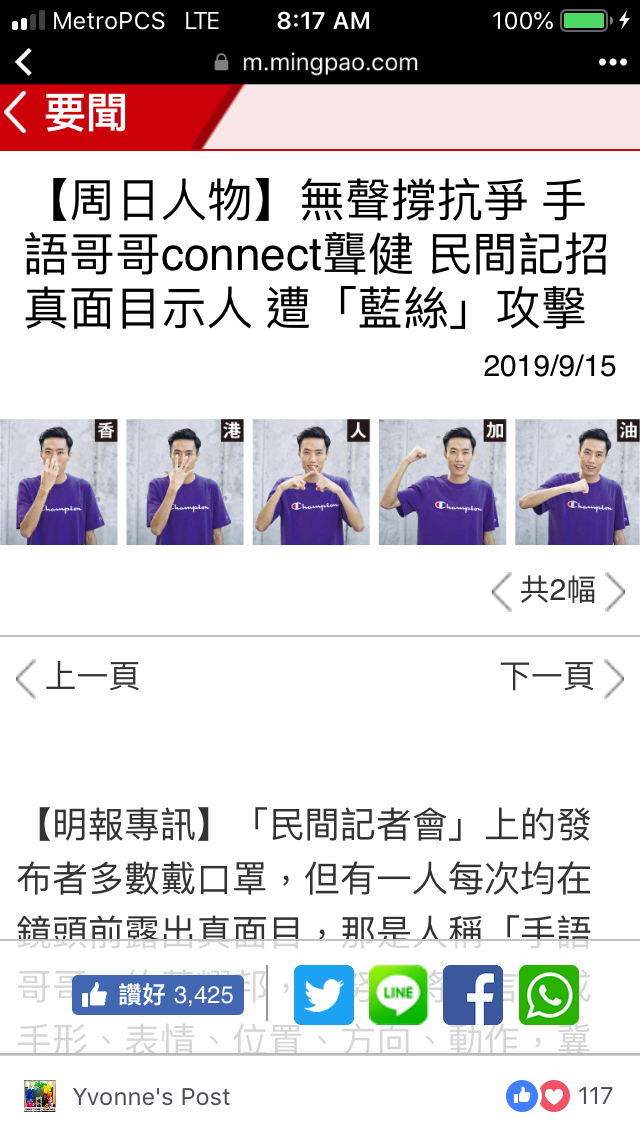 MetroPCS LTE 8:17 AM 100%
m.mingpao.com
要聞
【周日人物】無聲撐抗爭 手
語哥哥connect聾健 民間記招
真面目示人 遭「藍絲」攻擊
2019/9/15
香 港 人 加 油
Champion Champion Champion Champion Champion
共2幅
上一頁 下一頁
【明報專訊】「民間記者會」上的發
布者多數戴口罩，但有一人每次均在
鏡頭前露出真面目，那是人稱「手語
哥哥
讚好 3,425
LINE
手形、表情、位置、方向、動作，冀
Yvonne's Post 117